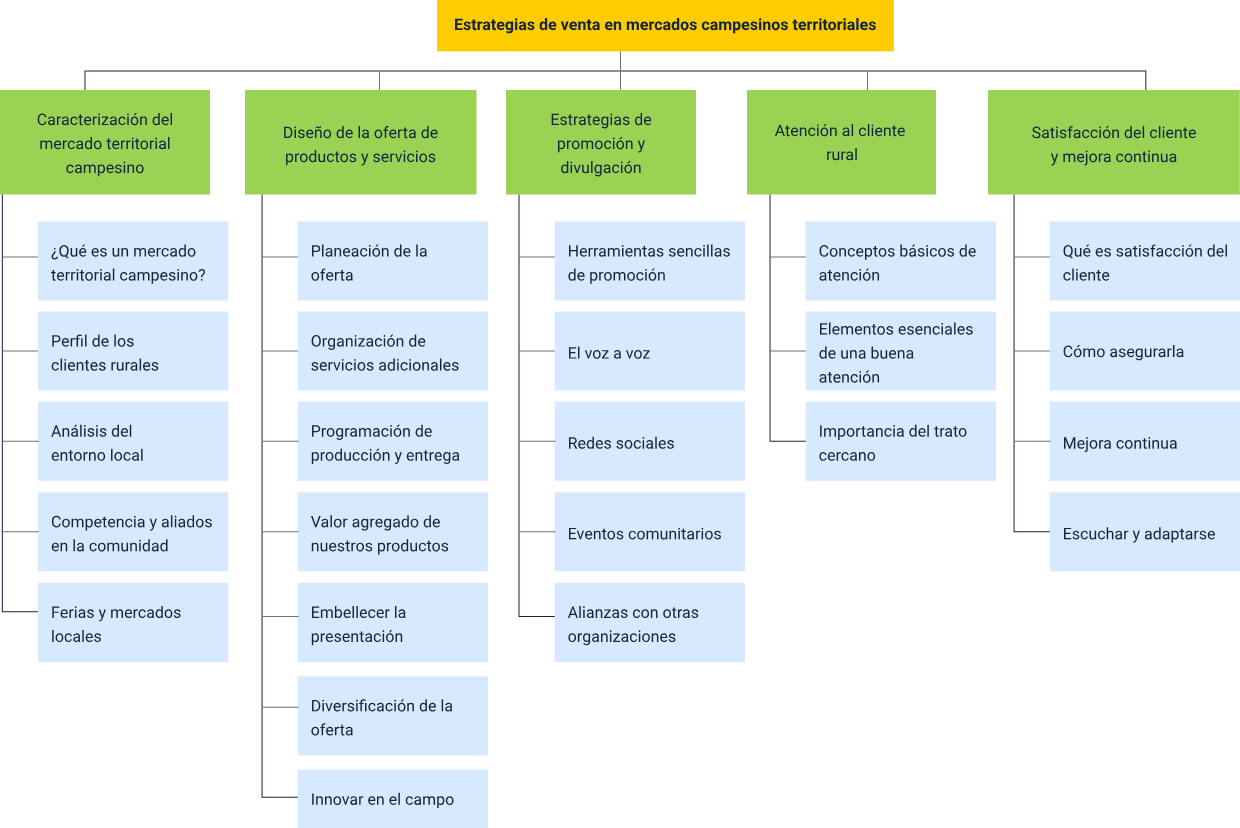 Estrategias de venta en mercados campesinos territoriales
Caracterización del
mercado territorial
campesino
¿Qué es un mercado
territorial campesino?
Perfil de los
clientes rurales
Análisis del
entorno local
Competencia y aliados
en la comunidad
Ferias y mercados
locales
Diseño de la oferta de
productos y servicios
Planeación de la
oferta
Organización de
servicios adicionales
Programación de
producción y entrega
Valor agregado de
nuestros productos
Embellecer la
presentación
Diversificación de la
oferta
Innovar en el campo
Estrategias de
promoción y
divulgación
Herramientas sencillas
de promoción
El voz a voz
Redes sociales
Eventos comunitarios
Alianzas con otras
organizaciones
Atención al cliente
rural
Conceptos básicos de
atención
Elementos esenciales
de una buena
atención
Importancia del trato
cercano
Satisfacción del cliente
y mejora continua
Qué es satisfacción del
cliente
Cómo asegurarla
Mejora continua
Escuchar y adaptarse